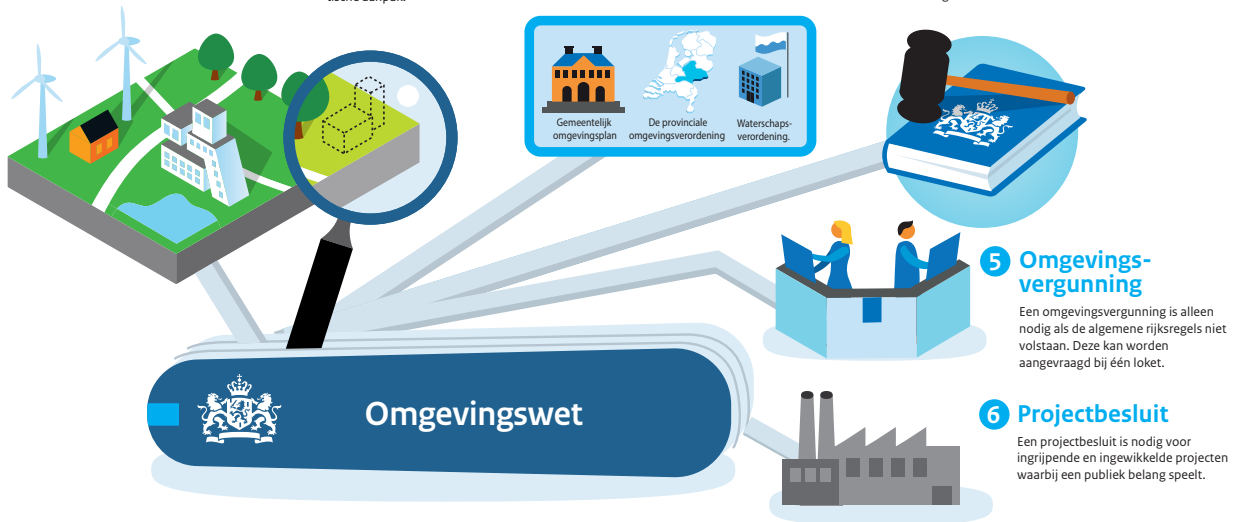 Gemeentelijk
omgevingsplan
De provinciale
omgevingsverordening
Waterschaps-
verordening.
5 Omgevings-
vergunning
Een omgevingsvergunning is alleen
nodig als de algemene rijksregels niet
volstaan. Deze kan worden
aangevraagd bij één loket.
Omgevingswet
6 Projectbesluit
Een projectbesluit is nodig voor
ingrijpende en ingewikkelde projecten
waarbij een publiek belang speelt.